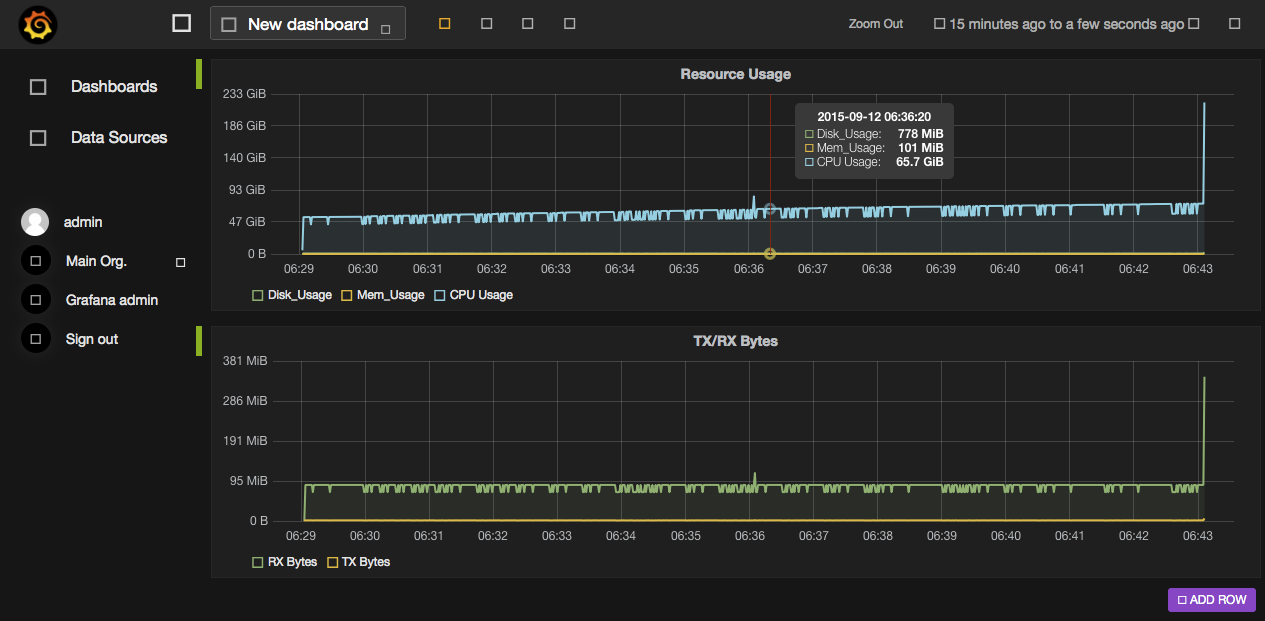 New dashboard
Zoom Out
15 minutes ago to a few seconds ago
Dashboards
Data Sources
admin
Main Org.
Grafana admin
Sign out
Resource Usage
233 GiB
186 GiB
140 GiB
93 GiB
47 GiB
0 B
2015-09-12 06:36:20
Disk_Usage: 778 MiB
Mem_Usage: 101 MiB
CPU Usage: 65.7 GiB
06:29 06:30 06:31 06:32 06:33 06:34 06:35 06:36 06:37 06:38 06:39 06:40 06:41 06:42 06:43
Disk_Usage Mem_Usage CPU Usage
TX/RX Bytes
381 MiB
286 MiB
191 MiB
95 MiB
0 B
06:29 06:30 06:31 06:32 06:33 06:34 06:35 06:36 06:37 06:38 06:39 06:40 06:41 06:42 06:43
RX Bytes TX Bytes
ADD ROW